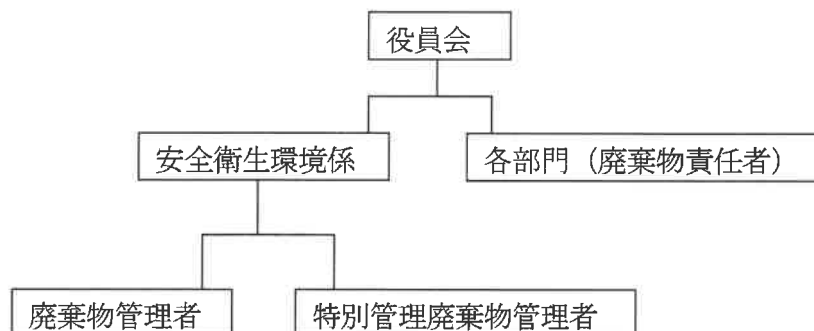 役員会
安全衛生環境係
各部門（廃棄物責任者）
廃棄物管理者
特別管理廃棄物管理者